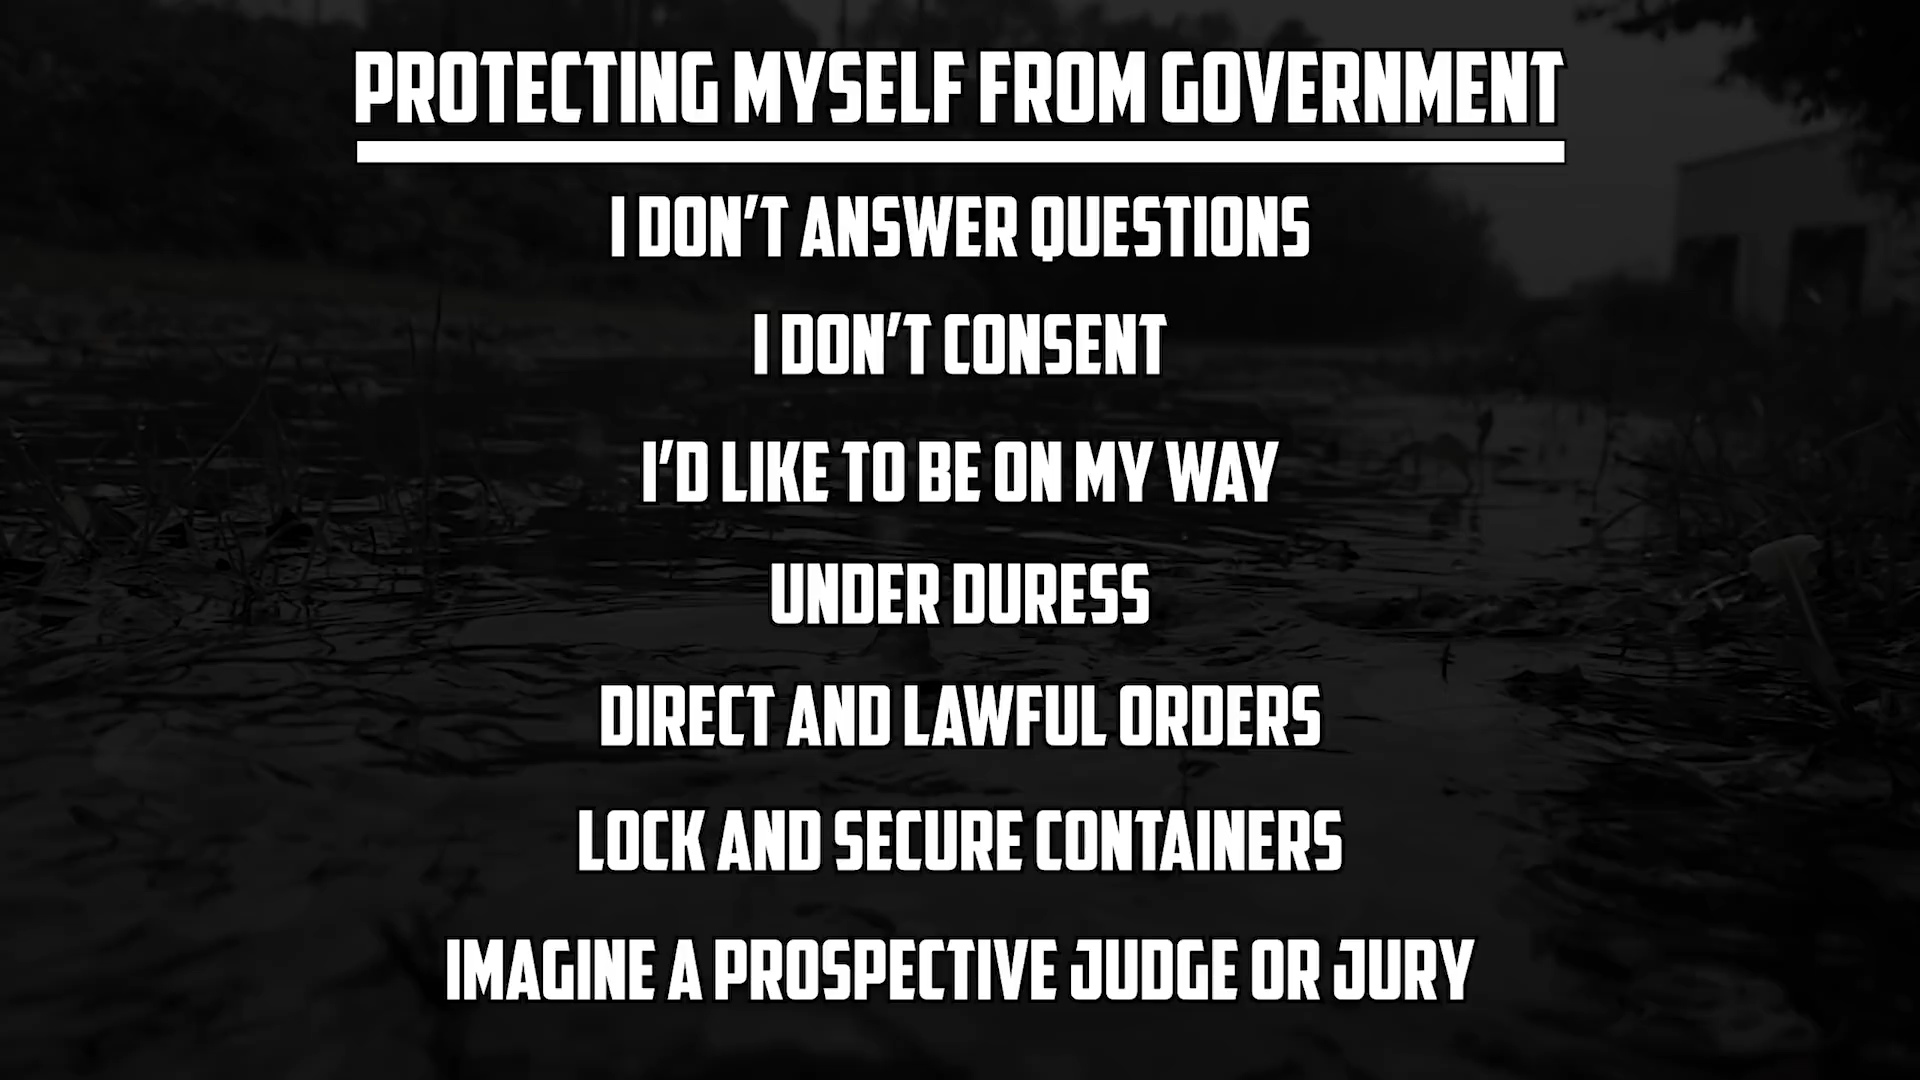 PROTECTING MYSELF FROM GOVERNMENT
I DON'T ANSWER QUESTIONS
I DON'T CONSENT
I'D LIKE TO BE ON MY WAY
UNDER DURESS
DIRECT AND LAWFUL ORDERS
LOCK AND SECURE CONTAINERS
IMAGINE A PROSPECTIVE JUDGE OR JURY